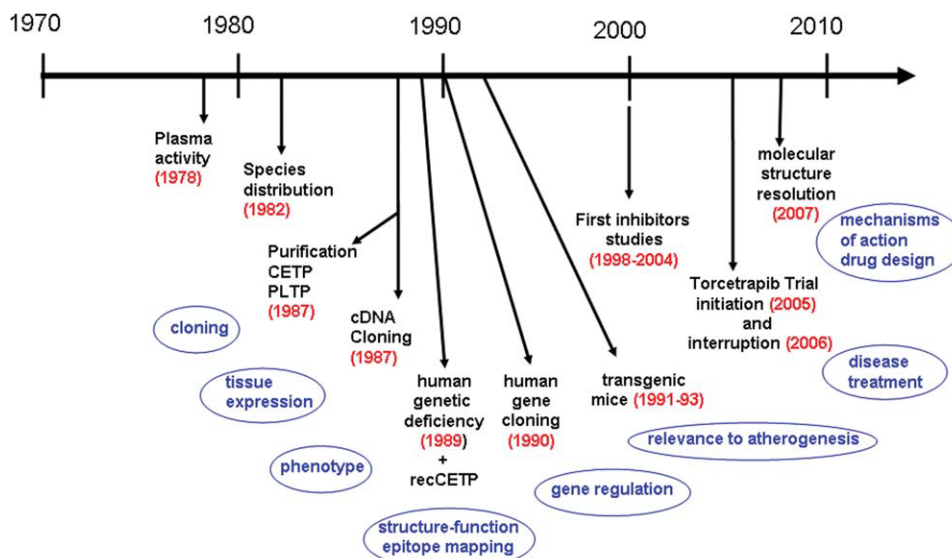 1970
1980
1990
2000
2010
Plasma
activity
(1978)
Species
distribution
(1982)
Purification
CETP
PLTP
(1987)
cDNA
Cloning
(1987)
human
genetic
deficiency
(1989)
+
recCETP
human
gene
cloning
(1990)
transgenic
mice (1991-93)
First inhibitors
studies
(1998-2004)
Torcetrapib Trial
initiation (2005)
and
interruption (2006)
molecular
structure
resolution
(2007)
cloning
tissue
expression
phenotype
structure-function
epitope mapping
gene regulation
relevance to atherogenesis
disease
treatment
mechanisms
of action
drug design